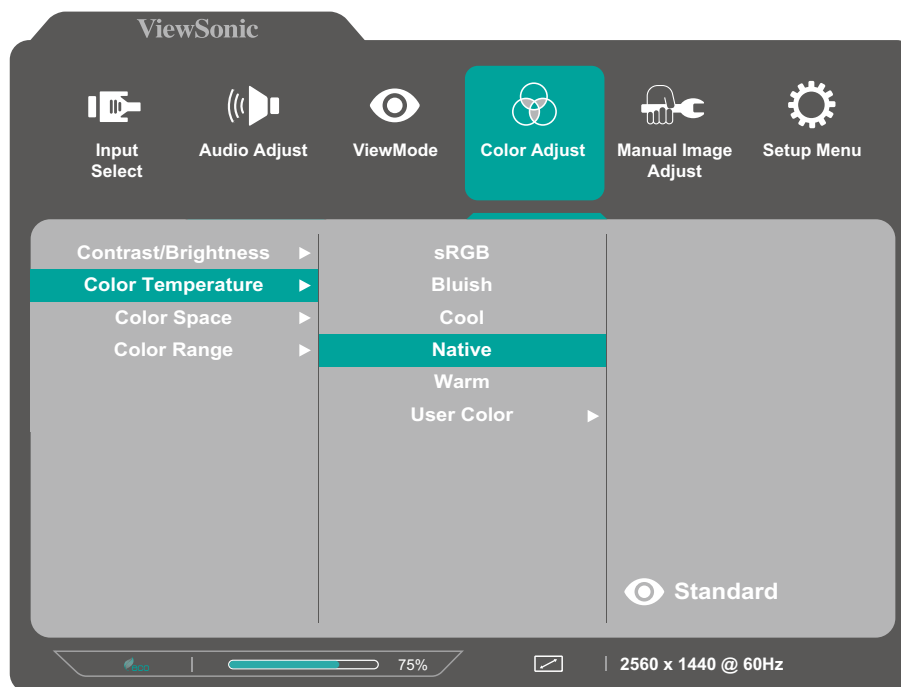 ViewSonic
Input
Select
Audio Adjust
ViewMode
Color Adjust
Manual Image
Adjust
Setup Menu
Contrast/Brightness
Color Temperature
Color Space
Color Range
sRGB
Bluish
Cool
Native
Warm
User Color
Standard
eco
75%
2560 x 1440 @ 60Hz